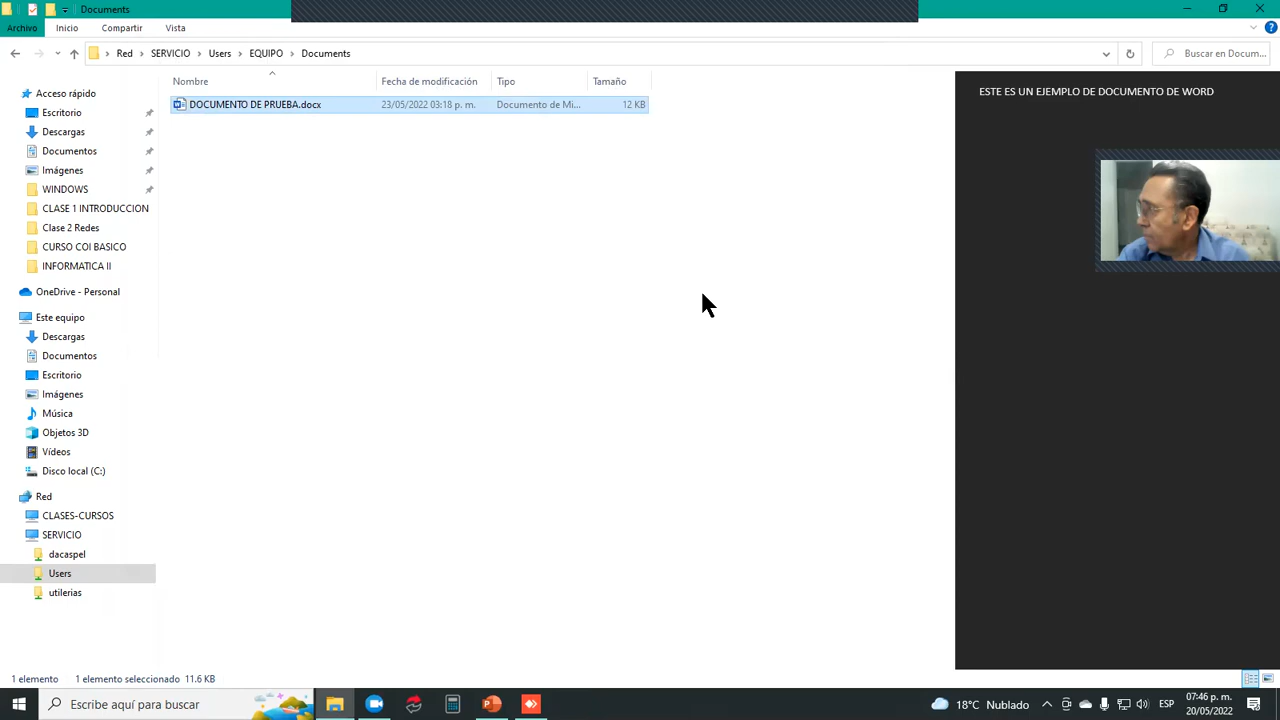 Documents
Archivo Inicio Compartir Vista
Red SERVICIO Users EQUIPO Documents Buscar en Docum...
Nombre Fecha de modificación Tipo Tamaño
DOCUMENTO DE PRUEBA.docx 23/05/2022 03:18 p. m. Documento de Mi... 12 KB
ESTE ES UN EJEMPLO DE DOCUMENTO DE WORD
Acceso rápido
Escritorio
Descargas
Documentos
Imágenes
WINDOWS
CLASE 1 INTRODUCCION
Clase 2 Redes
CURSO COI BASICO
INFORMATICA II
OneDrive - Personal
Este equipo
Descargas
Documentos
Escritorio
Imágenes
Música
Objetos 3D
Vídeos
Disco local (C:)
Red
CLASES-CURSOS
SERVICIO
dacaspel
Users
utilerias
1 elemento 1 elemento seleccionado 11.6 KB
Escribe aquí para buscar 18°C Nublado ESP 07:46 p. m.
20/05/2022